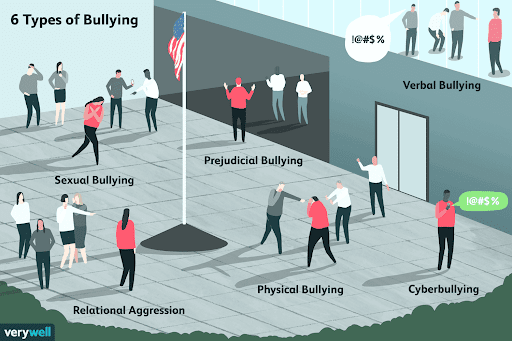 6 Types of Bullying
!@#$%
Verbal Bullying
Prejudicial Bullying
Sexual Bullying
!@#$%
Relational Aggression
Physical Bullying
Cyberbullying
verywell